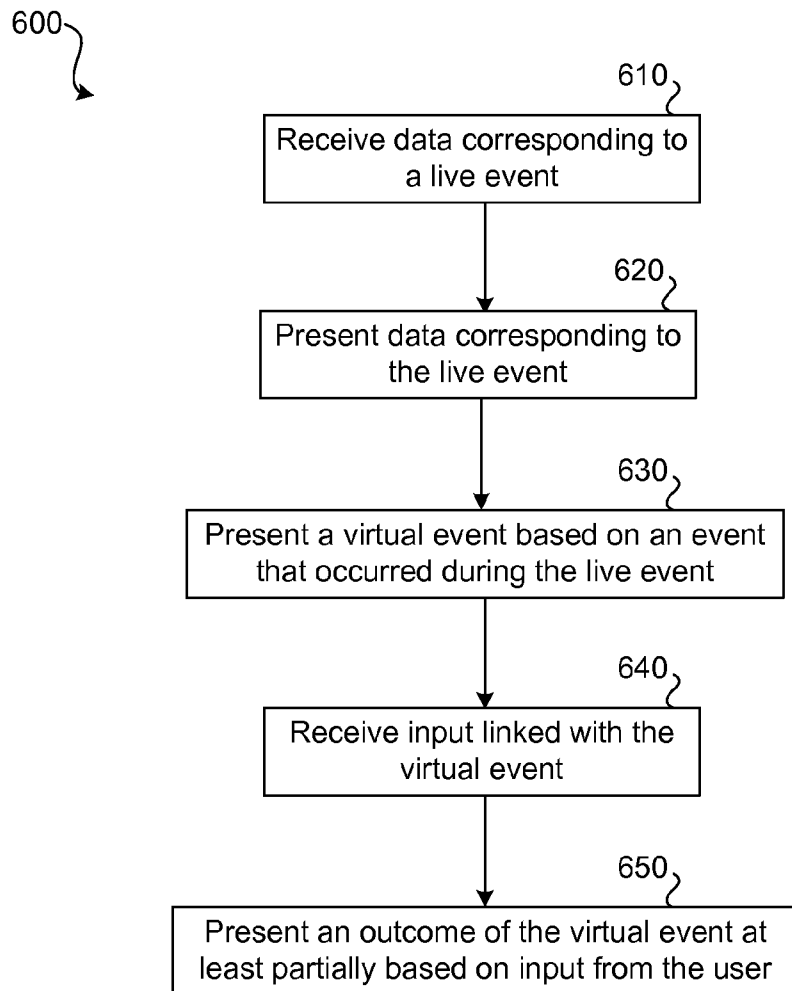 600
610
Receive data corresponding to
a live event
620
Present data corresponding to
the live event
630
Present a virtual event based on an event
that occurred during the live event
640
Receive input linked with the
virtual event
650
Present an outcome of the virtual event at
least partially based on input from the user